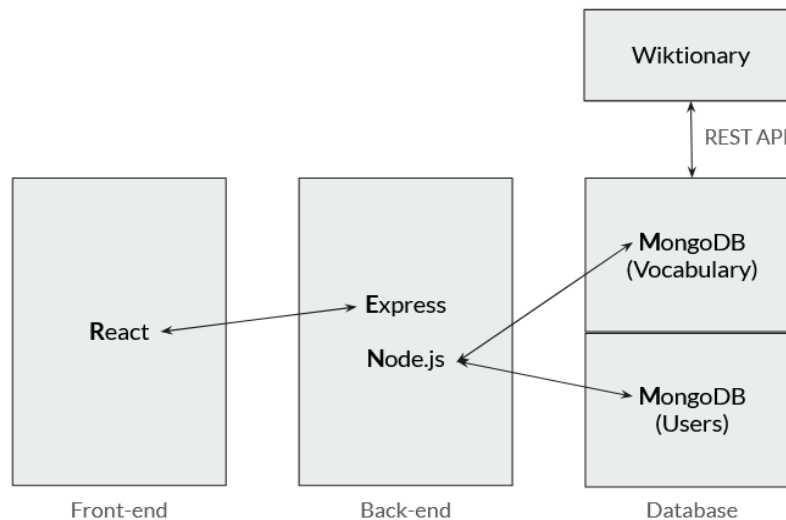 Wiktionary
REST API
MongoDB
(Vocabulary)
React
Express
Node.js
MongoDB
(Users)
Front-end
Back-end
Database